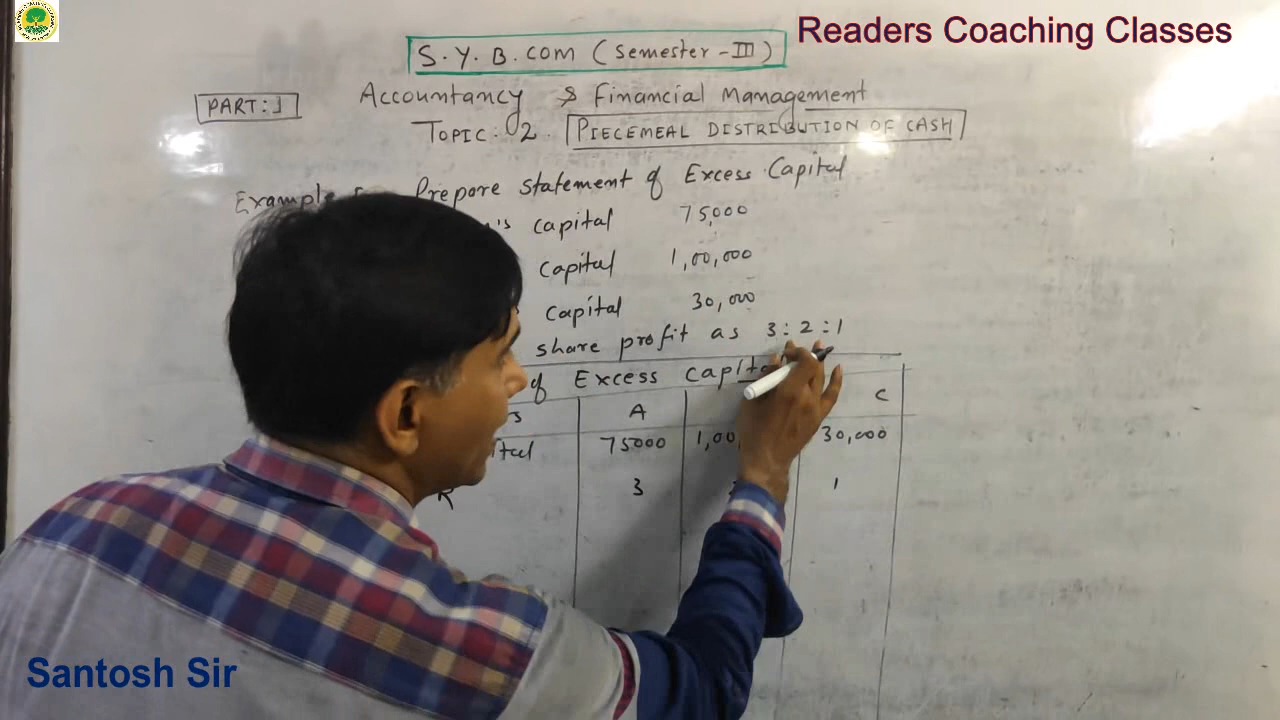 Readers Coaching Classes
S.Y.B.COM (Semester-III)
PART:1
Accountancy & Financial Management
TOPIC: 2. PIECEMEAL DISTRIBUTION OF CASH
Prepare statement of Excess Capital
capital 75,000
capital 1,00,000
capital 30,000
share profit as 3:2:1
of Excess capital
A C
75000 1,00 30,000
3 1
Santosh Sir